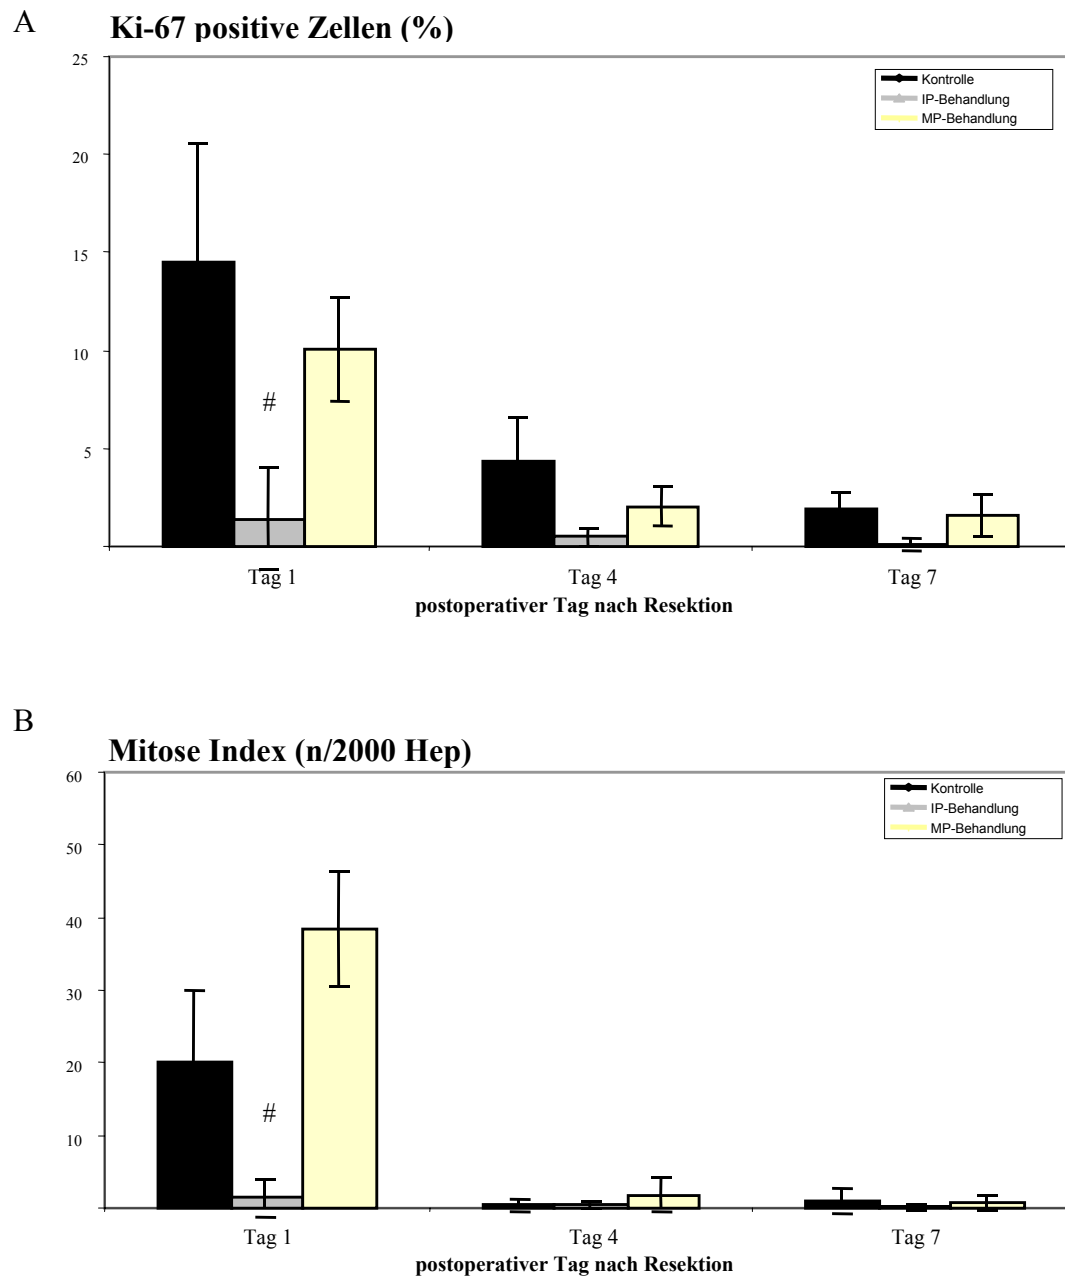 A
Ki-67 positive Zellen (%)
25
20
15
10
5
Kontrolle
IP-Behandlung
MP-Behandlung
#
Tag 1 Tag 4 Tag 7
postoperativer Tag nach Resektion
B
Mitose Index (n/2000 Hep)
60
50
40
30
20
10
Kontrolle
IP-Behandlung
MP-Behandlung
#
Tag 1 Tag 4 Tag 7
postoperativer Tag nach Resektion